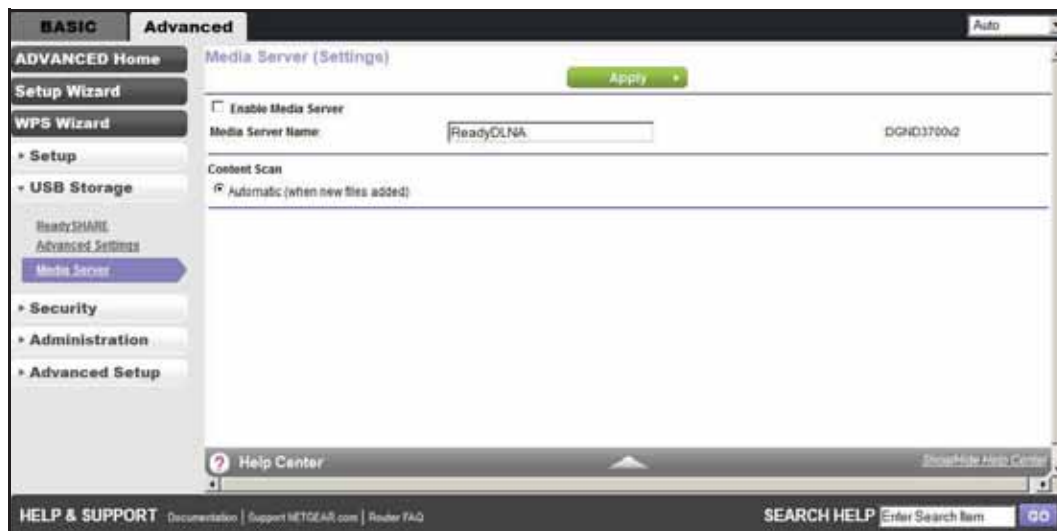 BASIC
Advanced
Auto
ADVANCED Home
Setup Wizard
WPS Wizard
Setup
USB Storage
ReadySHARE
Advanced Settings
Media Server
Security
Administration
Advanced Setup
Media Server (Settings)
Apply
Enable Media Server
Media Server Name
ReadyDLNA
DGND3700v2
Content Scan
Automatic (when new files added)
Help Center
Show/Hide Help Center
HELP & SUPPORT Documentation | Support NETGEAR.com | Router FAQ
SEARCH HELP Enter Search Item GO